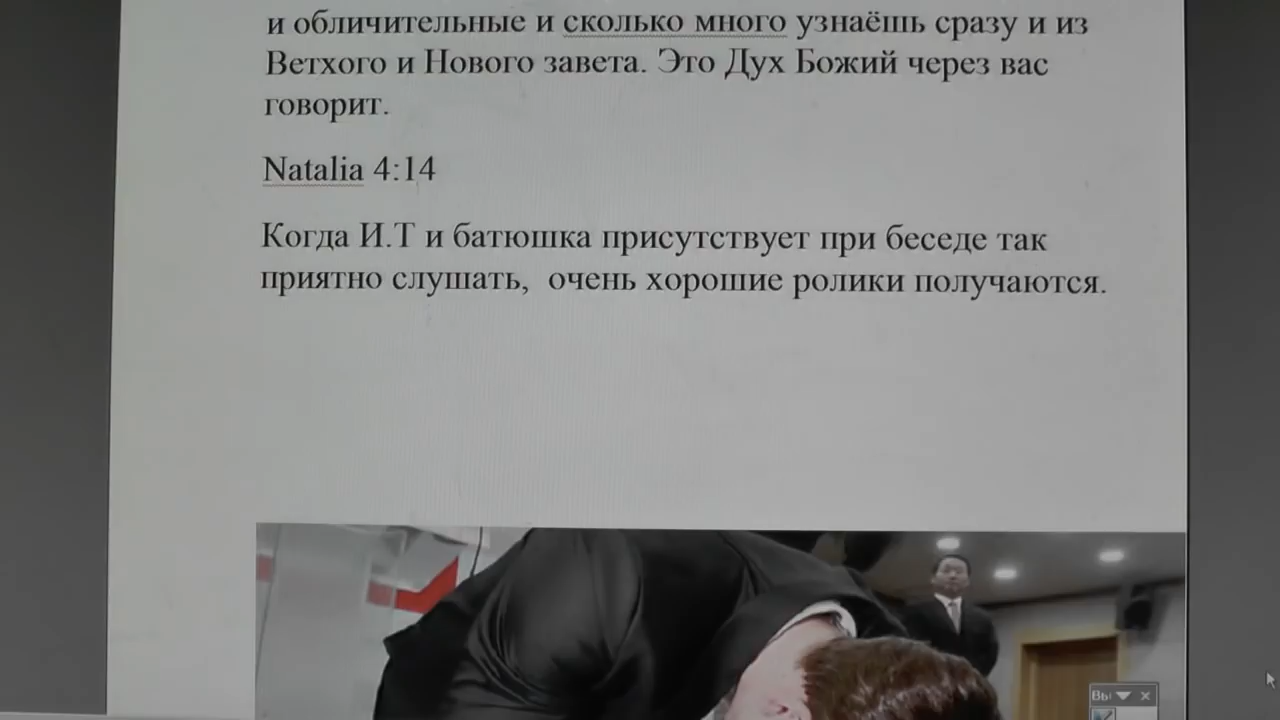 и обличительные и сколько много узнаёшь сразу и из
Ветхого и Нового завета. Это Дух Божий через вас
говорит.
Natalia 4:14
Когда И.Т и батюшка присутствует при беседе так
приятно слушать, очень хорошие ролики получаются.
Вы